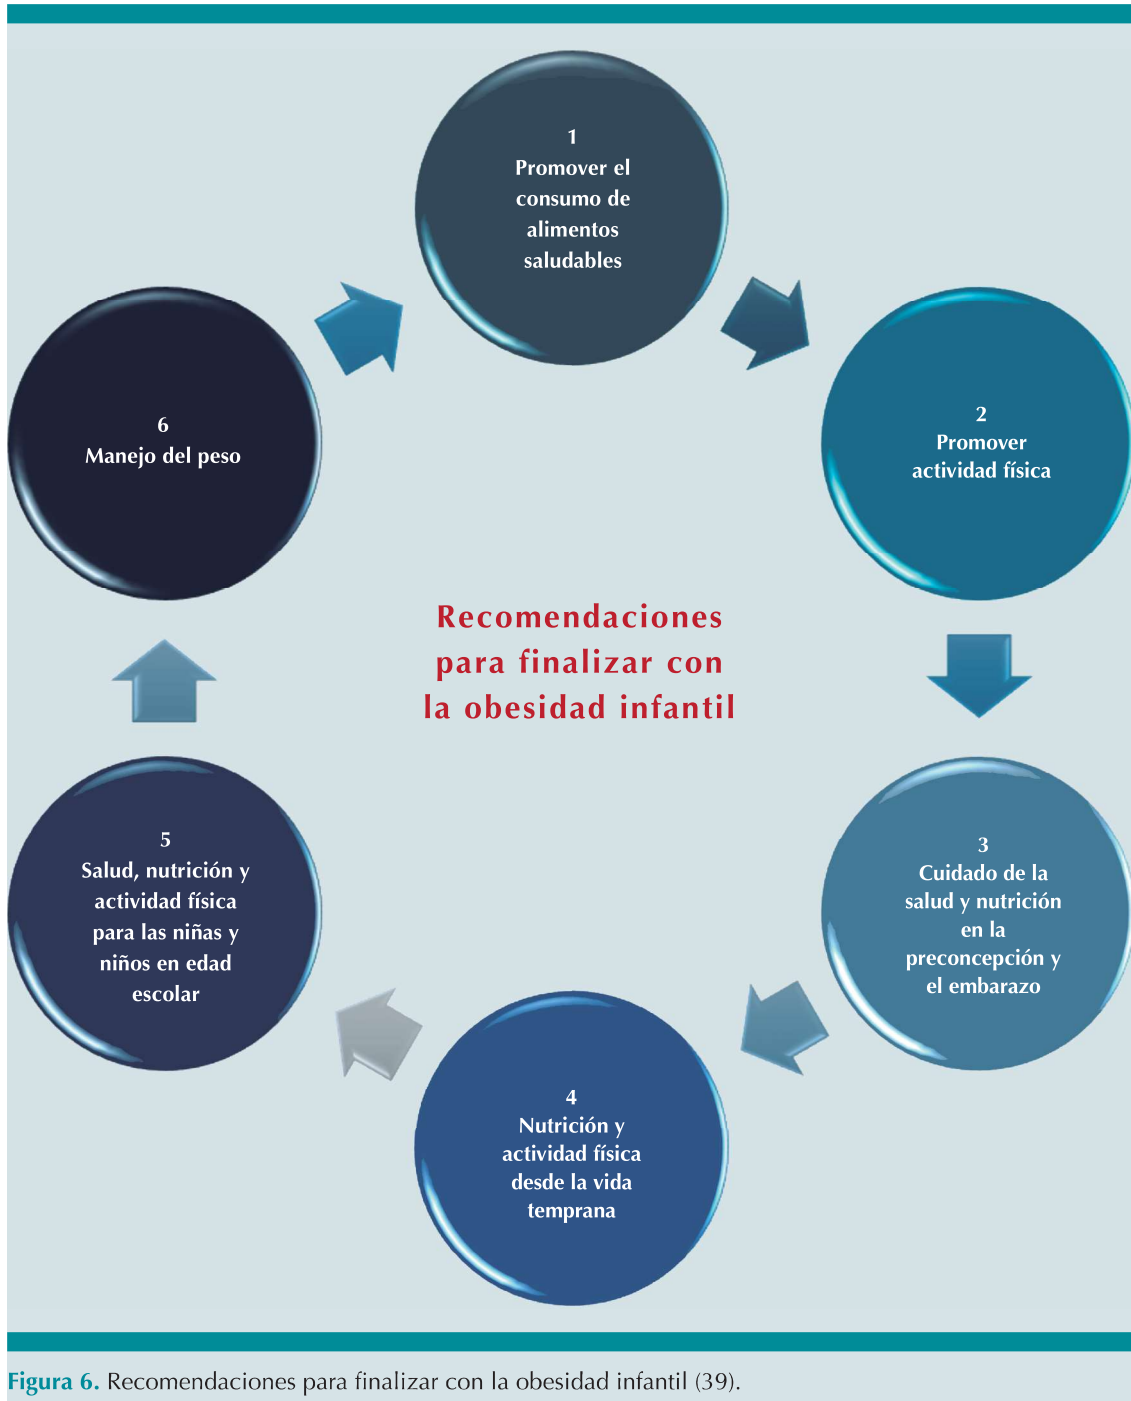 1
Promover el
consumo de
alimentos
saludables
2
Promover
actividad física
3
Cuidado de la
salud y nutrición
en la
preconcepción y
el embarazo
4
Nutrición y
actividad física
desde la vida
temprana
5
Salud, nutrición y
actividad física
para las niñas y
niños en edad
escolar
6
Manejo del peso
Recomendaciones
para finalizar con
la obesidad infantil
Figura 6. Recomendaciones para finalizar con la obesidad infantil (39).